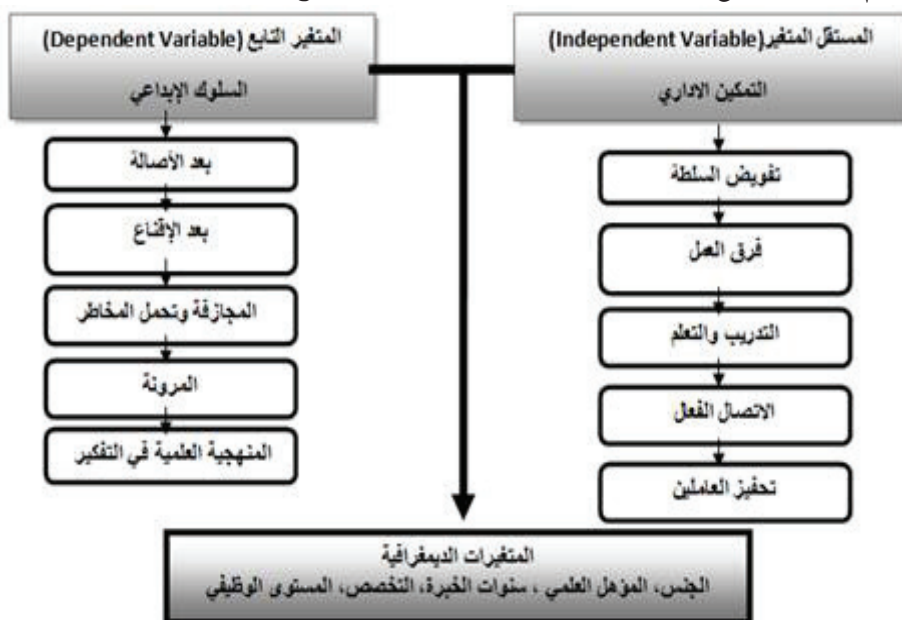 المستقل المتغير(Independent Variable)
التمكين الاداري
تفويض السلطة
فرق العمل
التدريب والتعلم
الاتصال الفعال
تحفيز العاملين
المتغير التابع (Dependent Variable)
السلوك الإبداعي
بعد الأصالة
بعد الإقناع
المجازفة وتحمل المخاطر
المرونة
المنهجية العلمية في التفكير
المتغيرات الديمغرافية
الجنس، المؤهل العلمي ، سنوات الخبرة، التخصص، المستوى الوظيفي